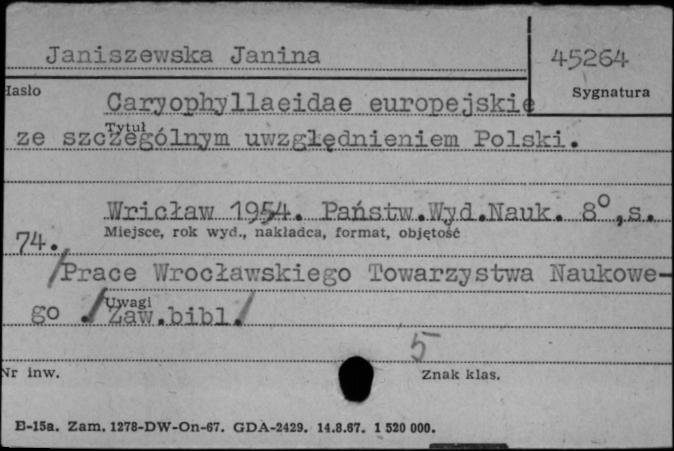 Janiszewska Janina 45264
Hasło Sygnatura
Caryophyllaeidae europejskie
Tytuł
ze szczególnym uwzględnieniem Polski.
Wricław 1954. Państw.Wyd.Nauk. 8°,s.
Miejsce, rok wyd., nakładca, format, objętość
74.
/Prace Wrocławskiego Towarzystwa Naukowe-
Uwagi
go ./Zaw.bibl./
5
Nr inw. Znak klas.
E-15a. Zam. 1278-DW-On-67. GDA-2429. 14.8.67. 1 520 000.